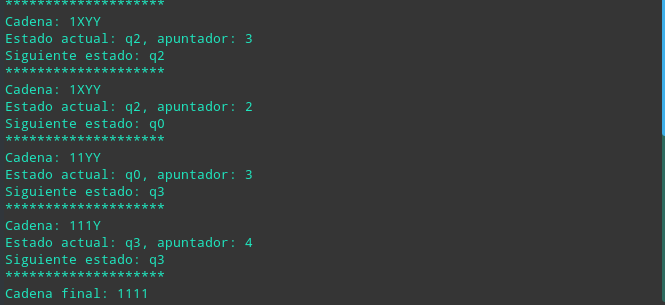 ********************
Cadena: 1XYY
Estado actual: q2, apuntador: 3
Siguiente estado: q2
********************
Cadena: 1XYY
Estado actual: q2, apuntador: 2
Siguiente estado: q0
********************
Cadena: 11YY
Estado actual: q0, apuntador: 3
Siguiente estado: q3
********************
Cadena: 111Y
Estado actual: q3, apuntador: 4
Siguiente estado: q3
********************
Cadena final: 1111